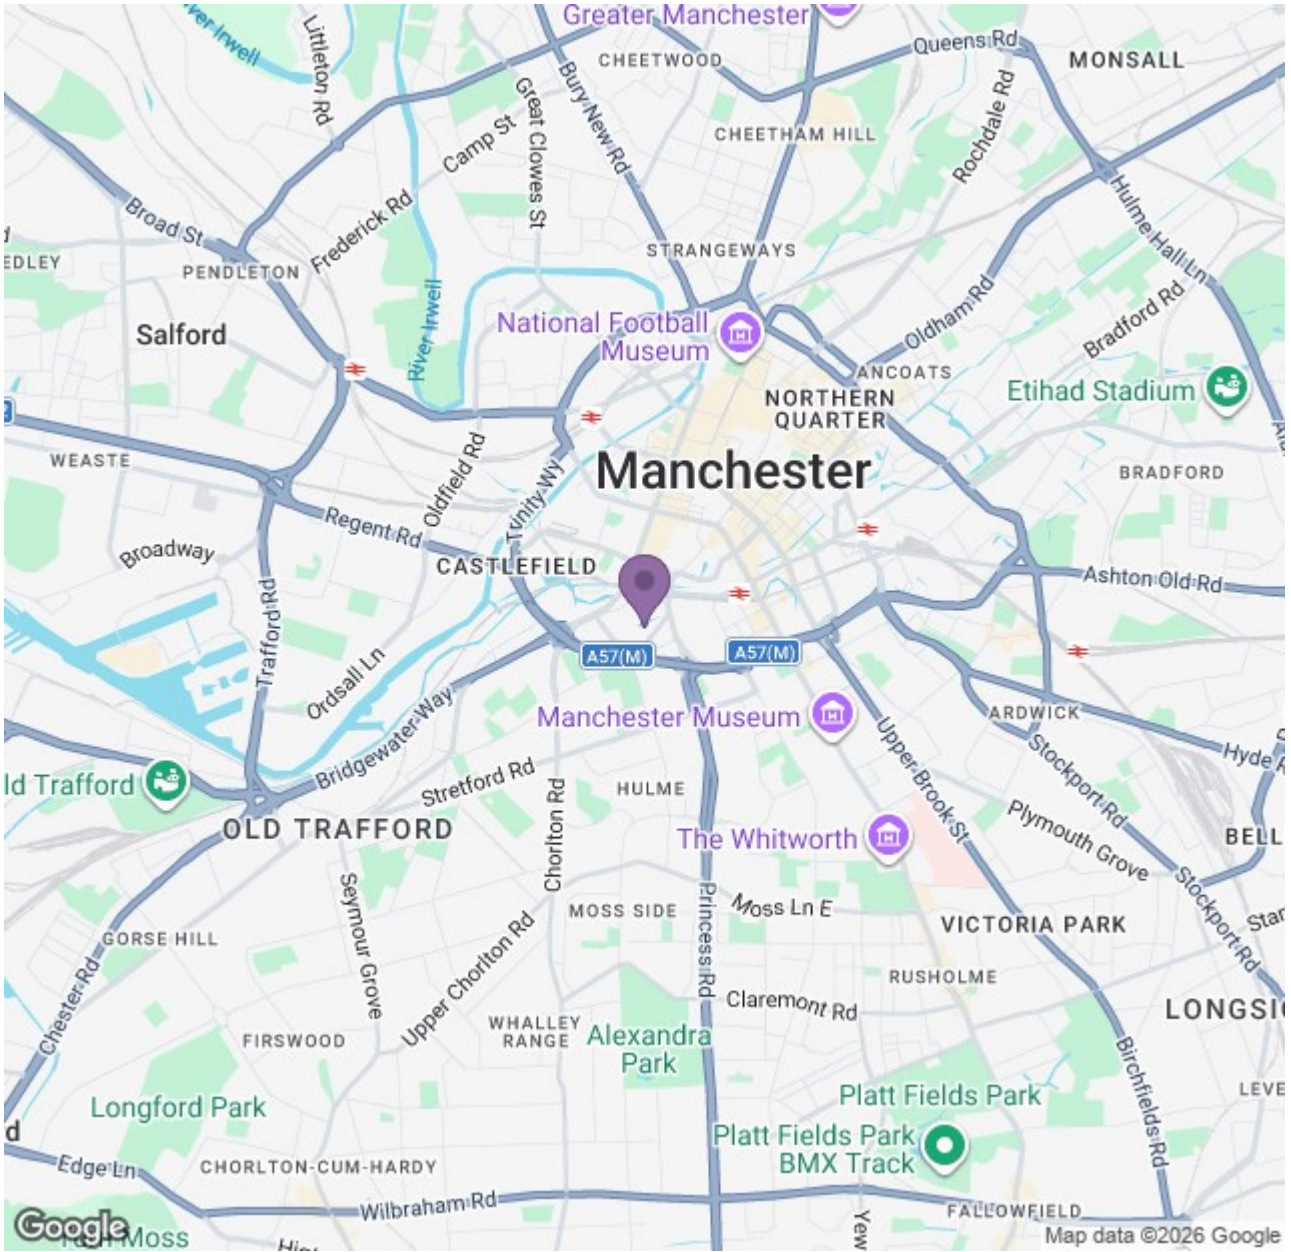 Greater Manchester
River Irwell
Littleton Rd
CHEETWOOD
Queens Rd
MONSALL
Bury New Rd
Great Clowes St
CHEETHAM HILL
Rochdale Rd
Camp St
Hulme Hall Ln
Broad St
Frederick Rd
STRANGEWAYS
EDLEY
PENDLETON
River Irwell
Oldham Rd
Bradford Rd
Salford
National Football
Museum
ANCOATS
Etihad Stadium
NORTHERN
QUARTER
WEASTE
Oldfield Rd
Manchester
BRADFORD
Trinity Wy
Regent Rd
Broadway
CASTLEFIELD
Ashton Old Rd
Trafford Rd
A57(M)
A57(M)
Ordsall Ln
Bridgewater Way
Manchester Museum
ARDWICK
Upper Brook St
Stockport Rd
Hyde R
ld Trafford
Stretford Rd
HULME
Plymouth Grove
OLD TRAFFORD
Chorlton Rd
The Whitworth
BELL
Seymour Grove
Princess Rd
Moss Ln E
Stockport Rd
MOSS SIDE
VICTORIA PARK
Star
GORSE HILL
Upper Chorlton Rd
RUSHOLME
Chester Rd
Claremont Rd
LONGSI
FIRSWOOD
WHALLEY
RANGE
Alexandra
Park
Birchfields Rd
Longford Park
Platt Fields Park
LEVE
d
Platt Fields Park
BMX Track
Edge Ln
CHORLTON-CUM-HARDY
Wilbraham Rd
FALLOWFIELD
Google
Moss
Yew
Map data ©2026 Google